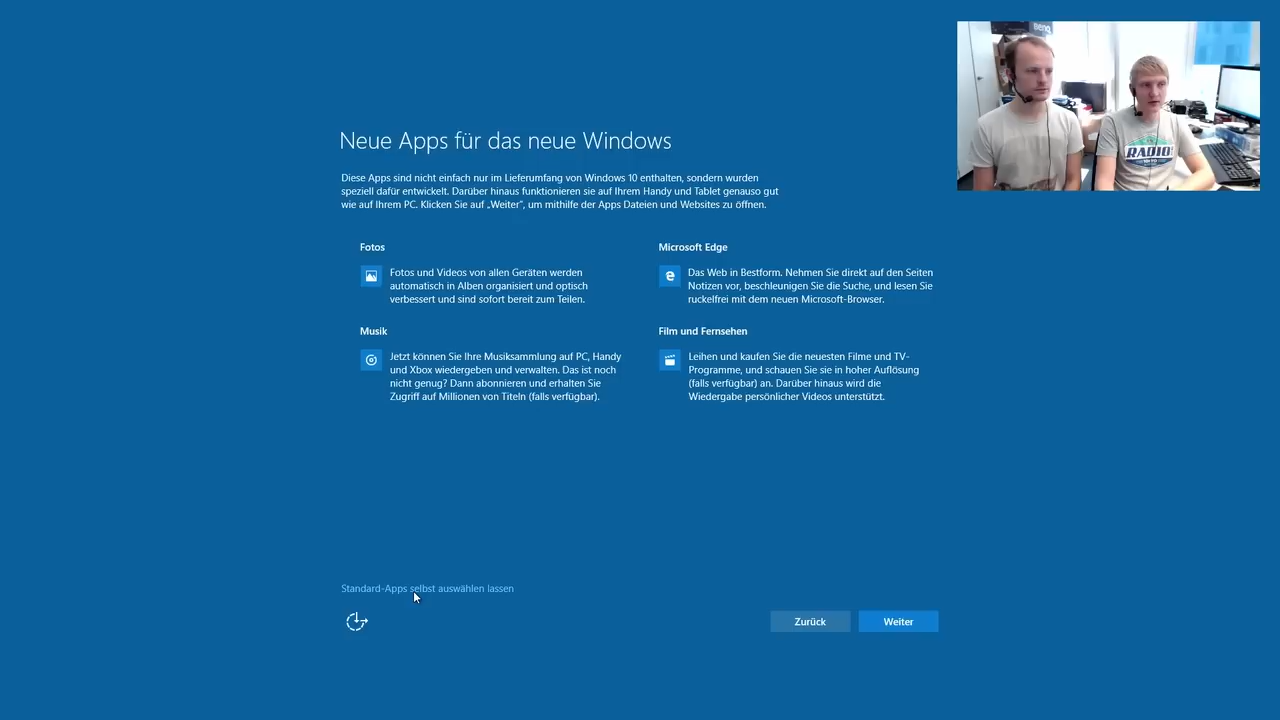 BenQ
RADIO
Neue Apps für das neue Windows
Diese Apps sind nicht einfach nur im Lieferumfang von Windows 10 enthalten, sondern wurden
speziell dafür entwickelt. Darüber hinaus funktionieren sie auf Ihrem Handy und Tablet genauso gut
wie auf Ihrem PC. Klicken Sie auf „Weiter“, um mithilfe der Apps Dateien und Websites zu öffnen.
Fotos
Fotos und Videos von allen Geräten werden
automatisch in Alben organisiert und optisch
verbessert und sind sofort bereit zum Teilen.
Microsoft Edge
Das Web in Bestform. Nehmen Sie direkt auf den Seiten
Notizen vor, beschleunigen Sie die Suche, und lesen Sie
ruckelfrei mit dem neuen Microsoft-Browser.
Musik
Jetzt können Sie Ihre Musiksammlung auf PC, Handy
und Xbox wiedergeben und verwalten. Das ist noch
nicht genug? Dann abonnieren und erhalten Sie
Zugriff auf Millionen von Titeln (falls verfügbar).
Film und Fernsehen
Leihen und kaufen Sie die neuesten Filme und TV-
Programme, und schauen Sie sie in hoher Auflösung
(falls verfügbar) an. Darüber hinaus wird die
Wiedergabe persönlicher Videos unterstützt.
Standard-Apps selbst auswählen lassen
Zurück
Weiter